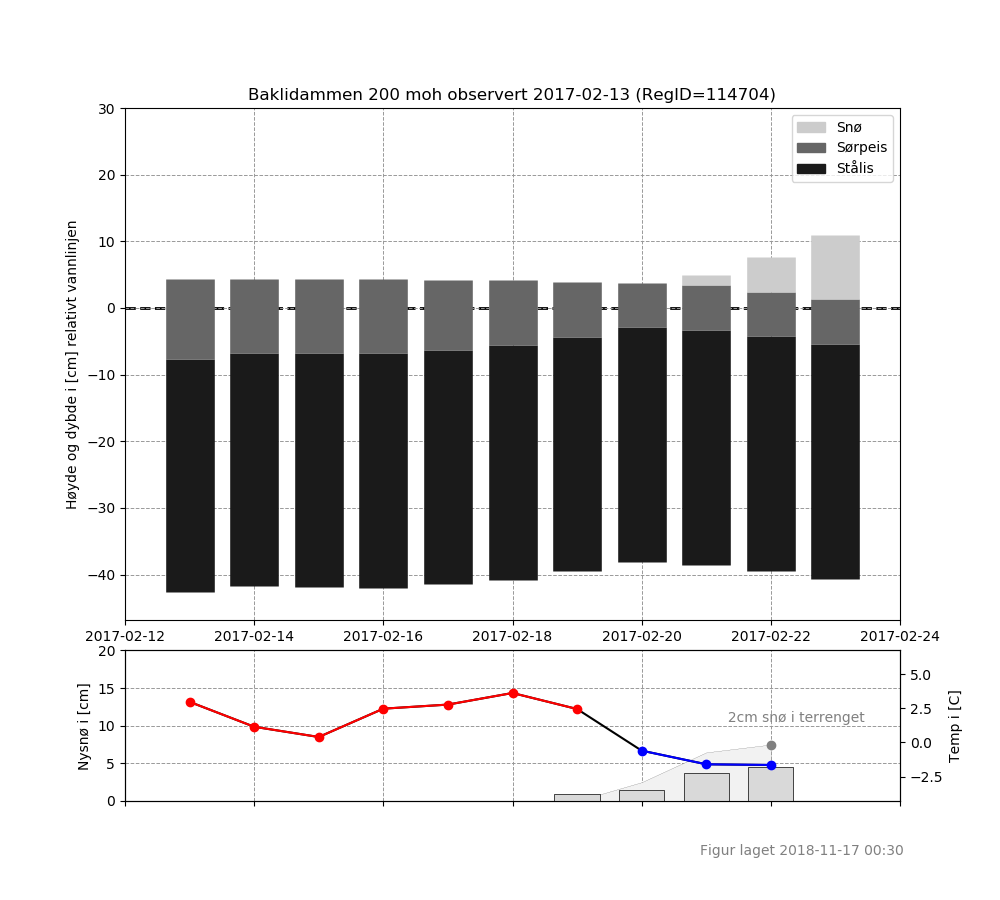 Baklidammen 200 moh observert 2017-02-13 (RegID=114704)
Høyde og dybde i [cm] relativt vannlinjen
30
20
10
0
−10
−20
−30
−40
Snø
Sørpeis
Stålis
2017-02-12 2017-02-14 2017-02-16 2017-02-18 2017-02-20 2017-02-22 2017-02-24
Nysnø i [cm]
20
15
10
5
0
2cm snø i terrenget
5.0
2.5
0.0
−2.5
Temp i [C]
Figur laget 2018-11-17 00:30